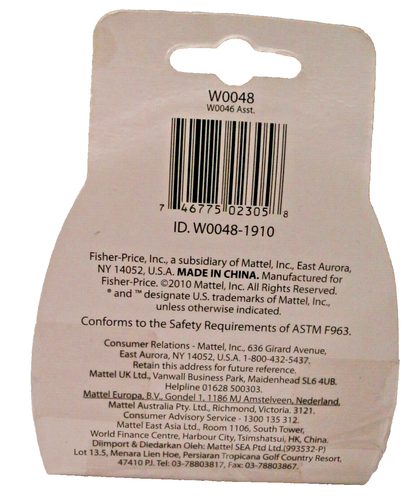 W0048
W0046 Asst.
7 46775 02305 8
ID. W0048-1910
Fisher-Price, Inc., a subsidiary of Mattel, Inc., East Aurora,
NY 14052, U.S.A. MADE IN CHINA. Manufactured for
Fisher-Price. ©2010 Mattel, Inc. All Rights Reserved.
® and ™ designate U.S. trademarks of Mattel, Inc.,
unless otherwise indicated.
Conforms to the Safety Requirements of ASTM F963.
Consumer Relations - Mattel, Inc., 636 Girard Avenue,
East Aurora, NY 14052, U.S.A. 1-800-432-5437.
Retain this address for future reference.
Mattel UK Ltd., Vanwall Business Park, Maidenhead SL6 4UB.
Helpline 01628 500303.
Mattel Europa, B.V., Gondel 1, 1186 MJ Amstelveen, Nederland.
Mattel Australia Pty. Ltd., Richmond, Victoria. 3121.
Consumer Advisory Service - 1300 135 312.
Mattel East Asia Ltd., Room 1106, South Tower,
World Finance Centre, Harbour City, Tsimshatsui, HK, China.
Diimport & Diedarkan Oleh: Mattel SEA Ptd Ltd.(993532-P)
Lot 13.5, Menara Lien Hoe, Persiaran Tropicana Golf Country Resort,
47410 PJ. Tel: 03-78803817, Fax: 03-78803867.